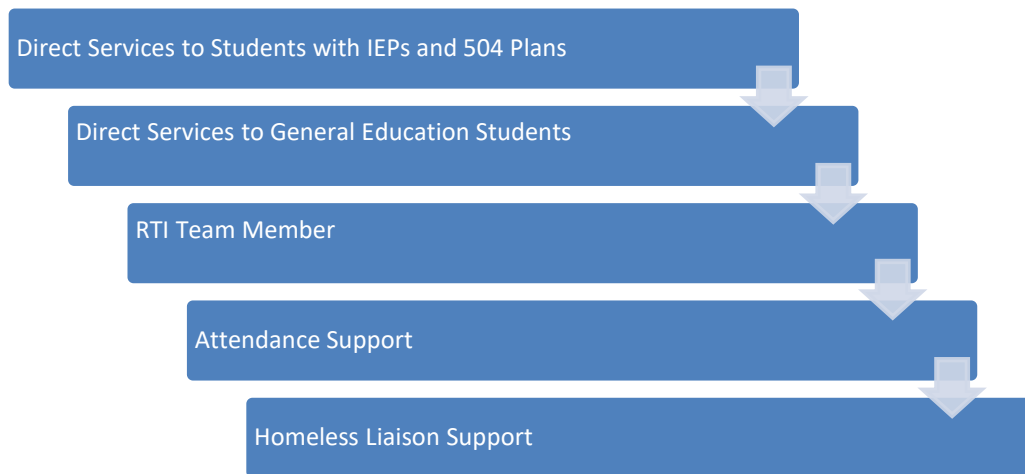 Direct Services to Students with IEPs and 504 Plans
Direct Services to General Education Students
RTI Team Member
Attendance Support
Homeless Liaison Support